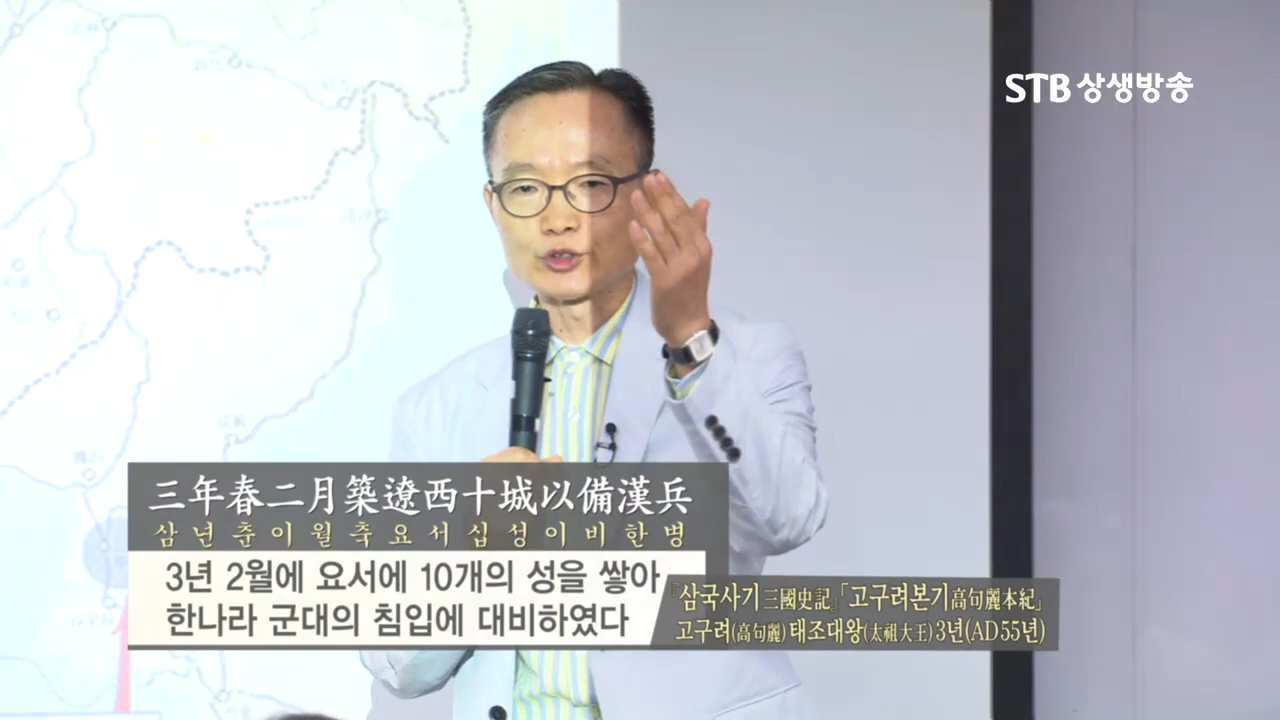 STB 상생방송
三年春二月築遼西十城以備漢兵
삼년춘이월축요서십성이비한병
3년 2월에 요서에 10개의 성을 쌓아
한나라 군대의 침입에 대비하였다
『삼국사기三國史記』「고구려본기高句麗本紀」
고구려(高句麗) 태조대왕(太祖大王) 3년(AD 55년)